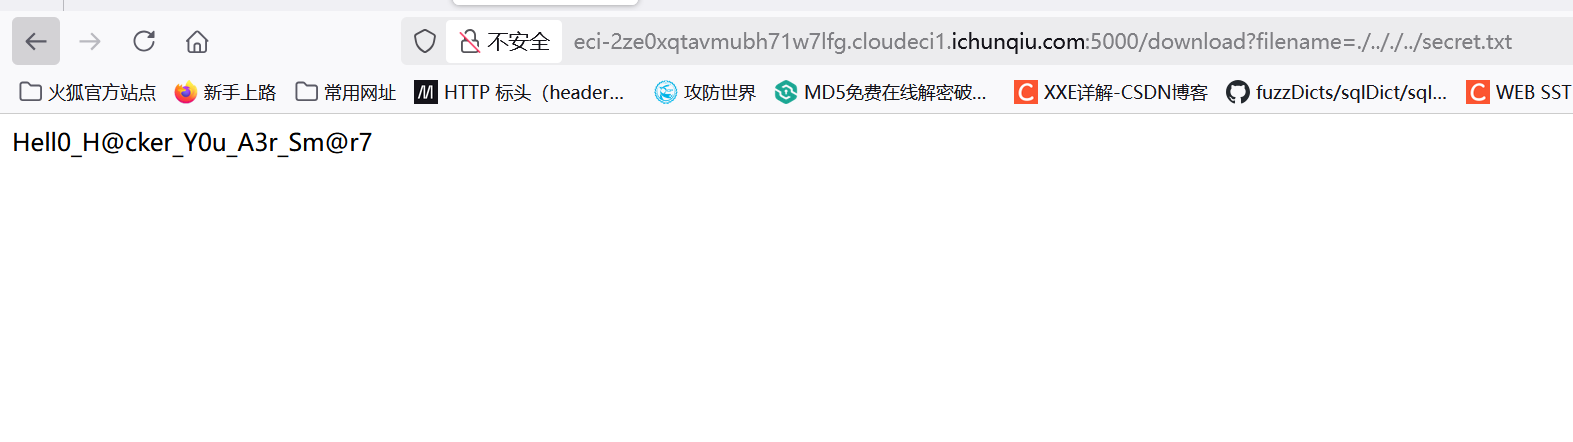 不安全 eci-2ze0xqtavmubh71w7lfg.cloudeci1.ichunqiu.com:5000/download?filename=./.././../secret.txt
火狐官方站点 新手上路 常用网址 HTTP 标头（header... 攻防世界 MD5免费在线解密破... XXE详解-CSDN博客 fuzzDicts/sqlDict/sql... WEB SST
Hell0_H@cker_Y0u_A3r_Sm@r7